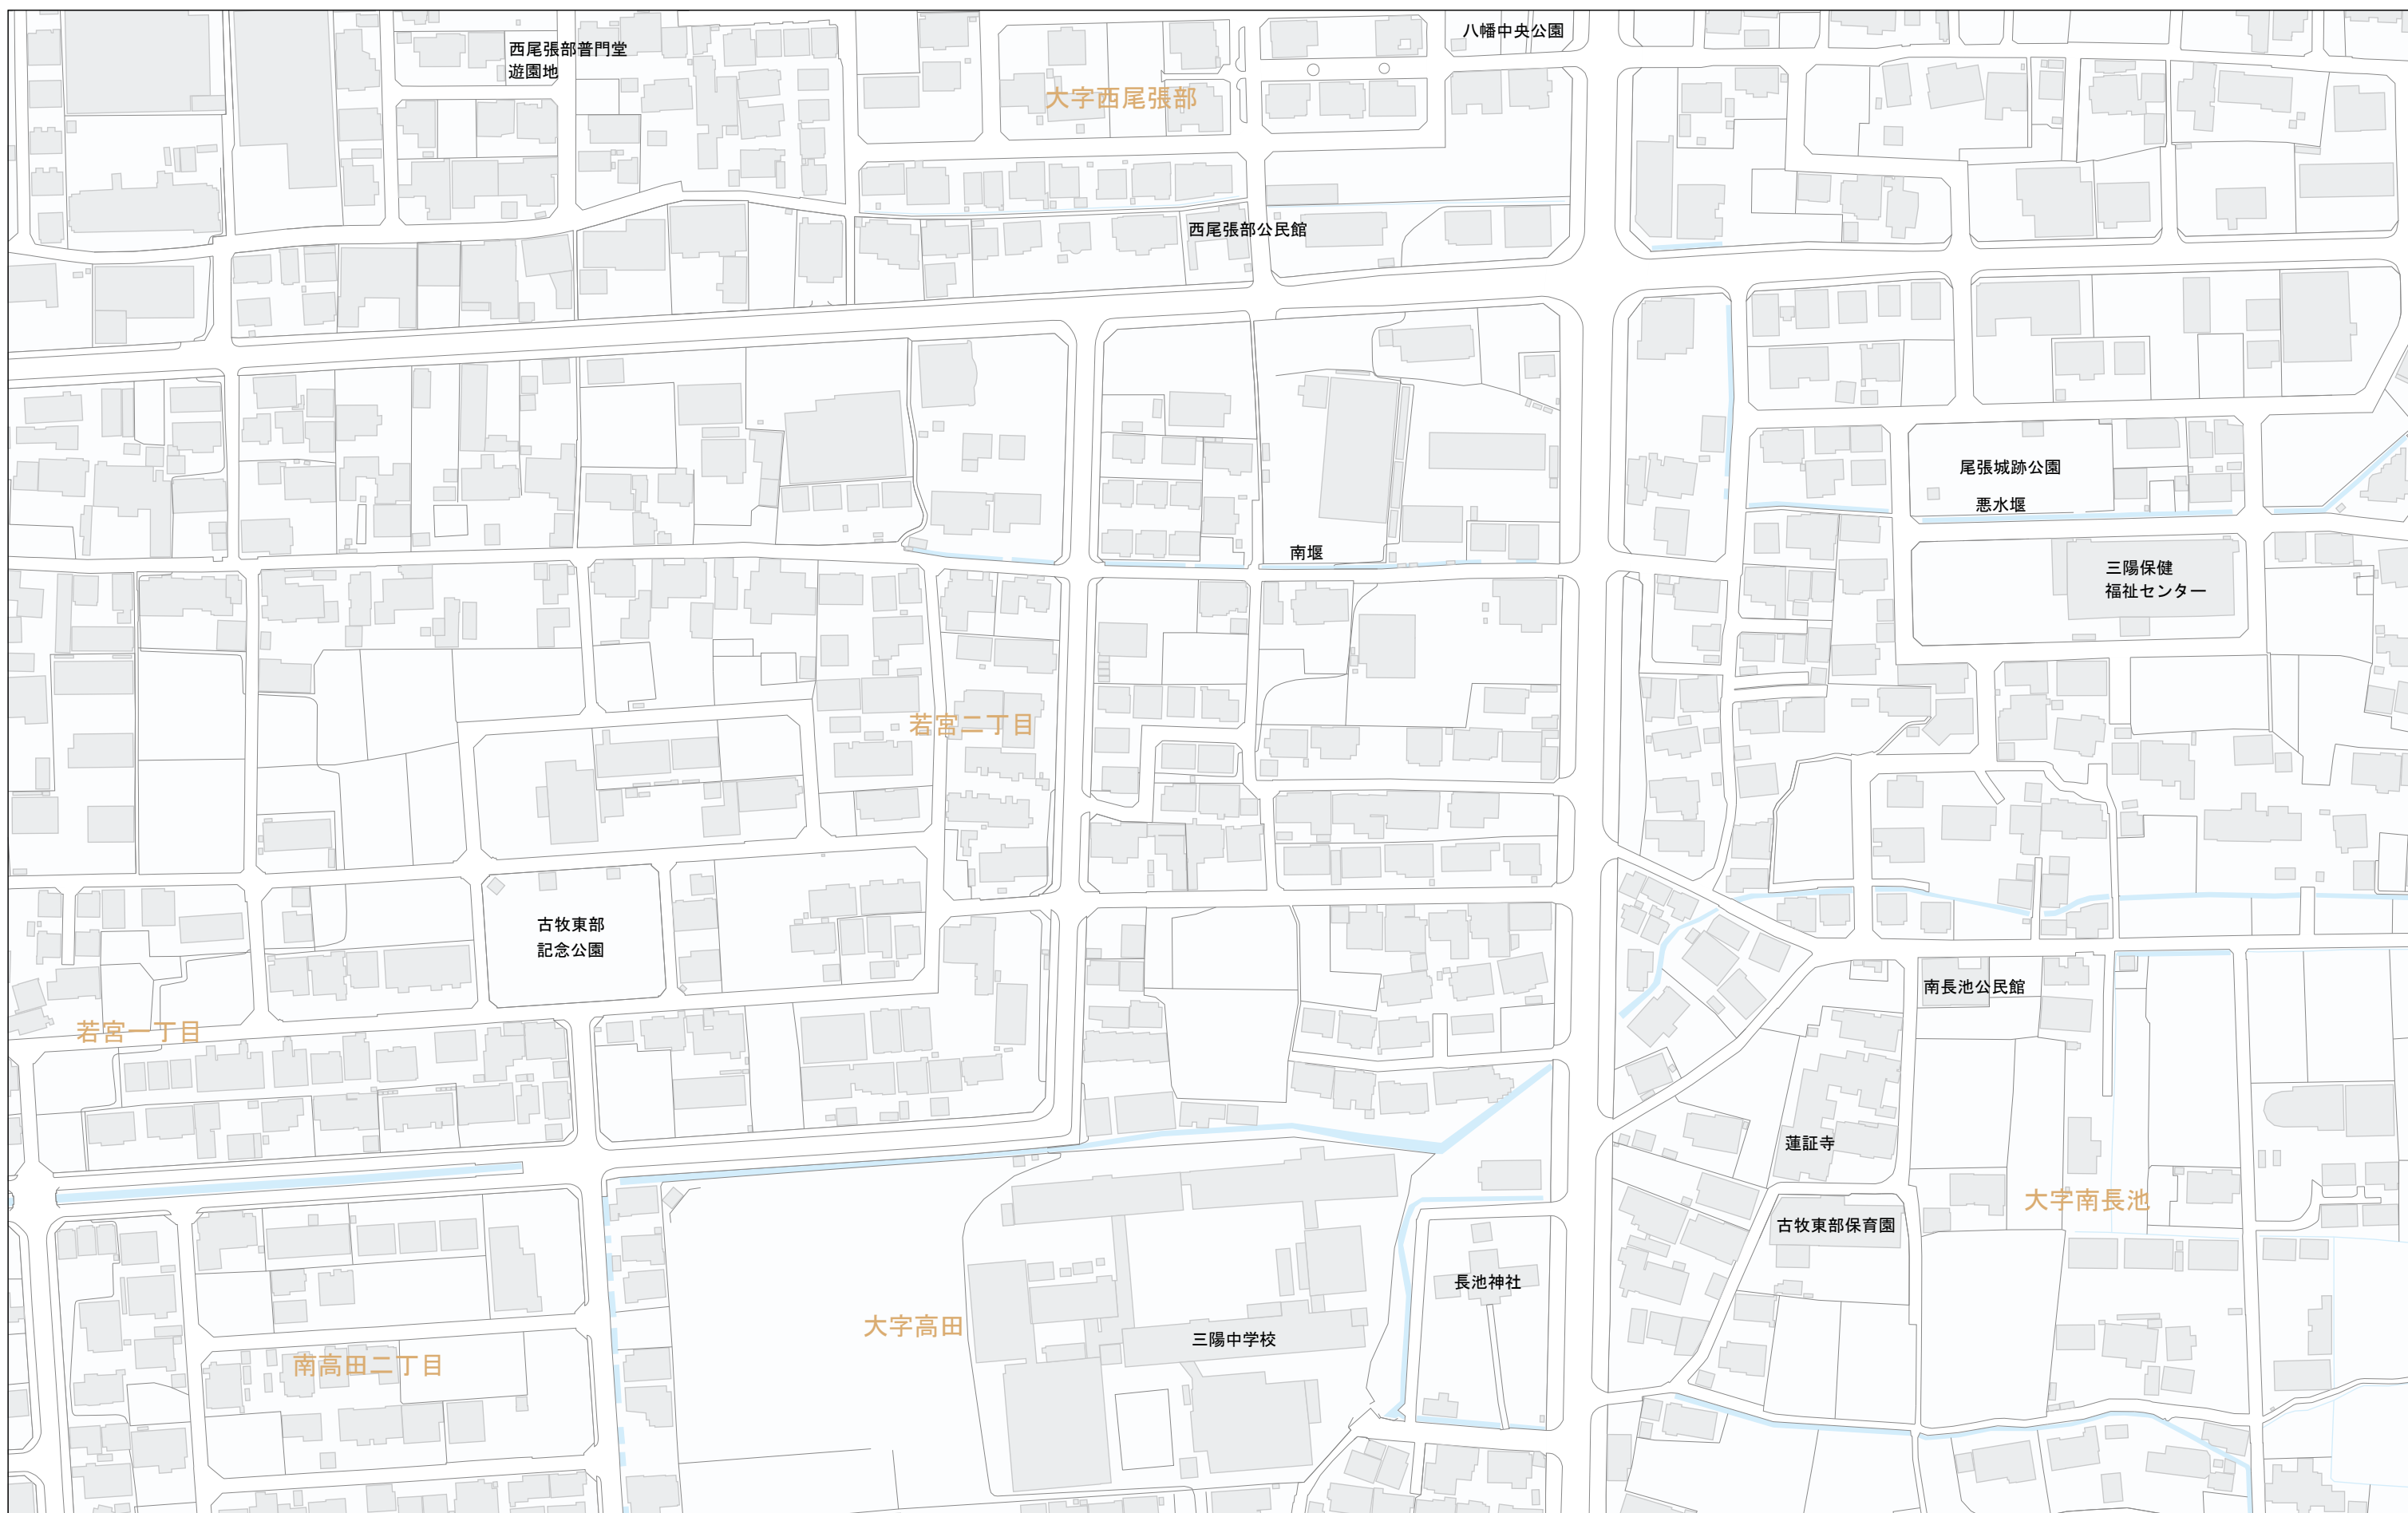 八幡中央公園
西尾張部普門堂
遊園地
大字西尾張部
西尾張部公民館
尾張城跡公園
悪水堰
南堰
三陽保健
福祉センター
若宮二丁目
古牧東部
記念公園
南長池公民館
若宮一丁目
蓮証寺
大字南長池
古牧東部保育園
長池神社
大字高田
三陽中学校
南高田二丁目